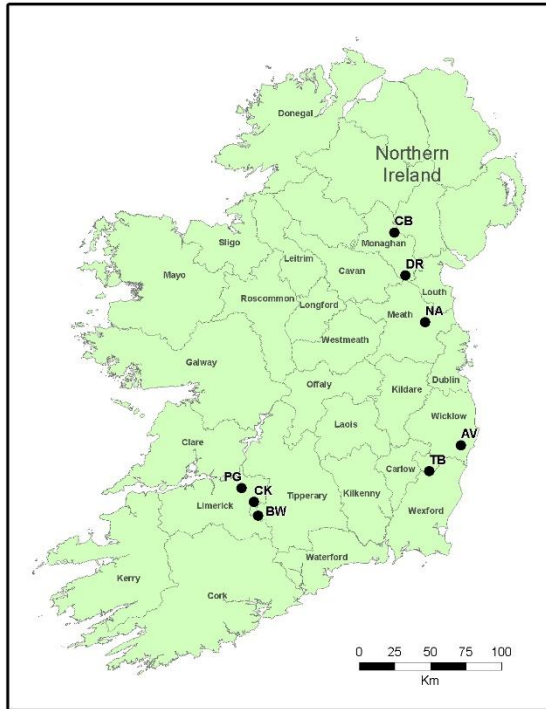 Donegal
Northern
Ireland
CB
Monaghan
Sligo
Leitrim
Cavan
DR
Mayo
Louth
Roscommon
Longford
Meath
NA
Westmeath
Galway
Offaly
Dublin
Kildare
Wicklow
Laois
Clare
AV
Carlow
TB
PG
CK
Tipperary
Kilkenny
Limerick
BW
Wexford
Waterford
Kerry
Cork
0 25 50 75 100
Km